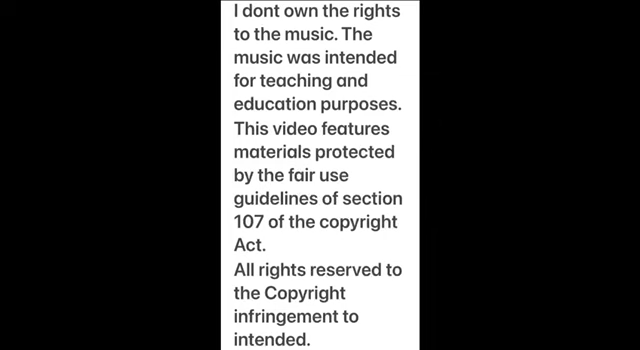 I dont own the rights
to the music. The
music was intended
for teaching and
education purposes.
This video features
materials protected
by the fair use
guidelines of section
107 of the copyright
Act.
All rights reserved to
the Copyright
infringement to
intended.